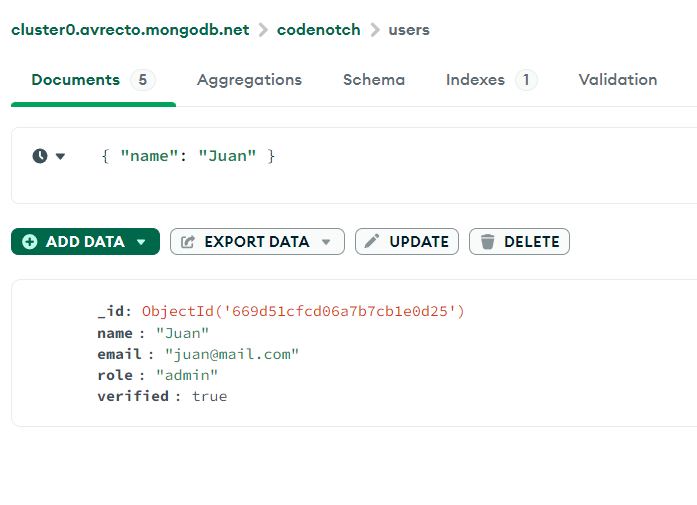 cluster0.avrecto.mongodb.net > codenotch > users
Documents 5 Aggregations Schema Indexes 1 Validation
{ "name": "Juan" }
ADD DATA EXPORT DATA UPDATE DELETE
_id: ObjectId('669d51cfcd06a7b7cb1e0d25')
name : "Juan"
email : "juan@mail.com"
role : "admin"
verified : true